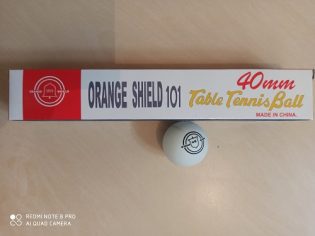 ORANGE SHIELD 101
40mm
Table Tennis Ball
MADE IN CHINA.
REDMI NOTE 8 PRO
AI QUAD CAMERA